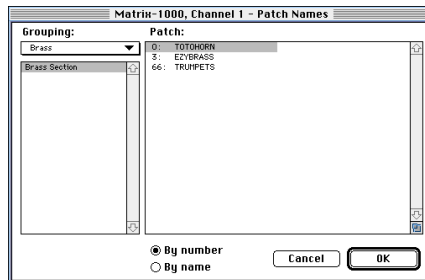 Matrix-1000, Channel 1 - Patch Names
Grouping:
Patch:
Brass
Brass Section
0: TOTOHORN
3: EZYBRASS
66: TRUMPETS
By number
By name
Cancel
OK